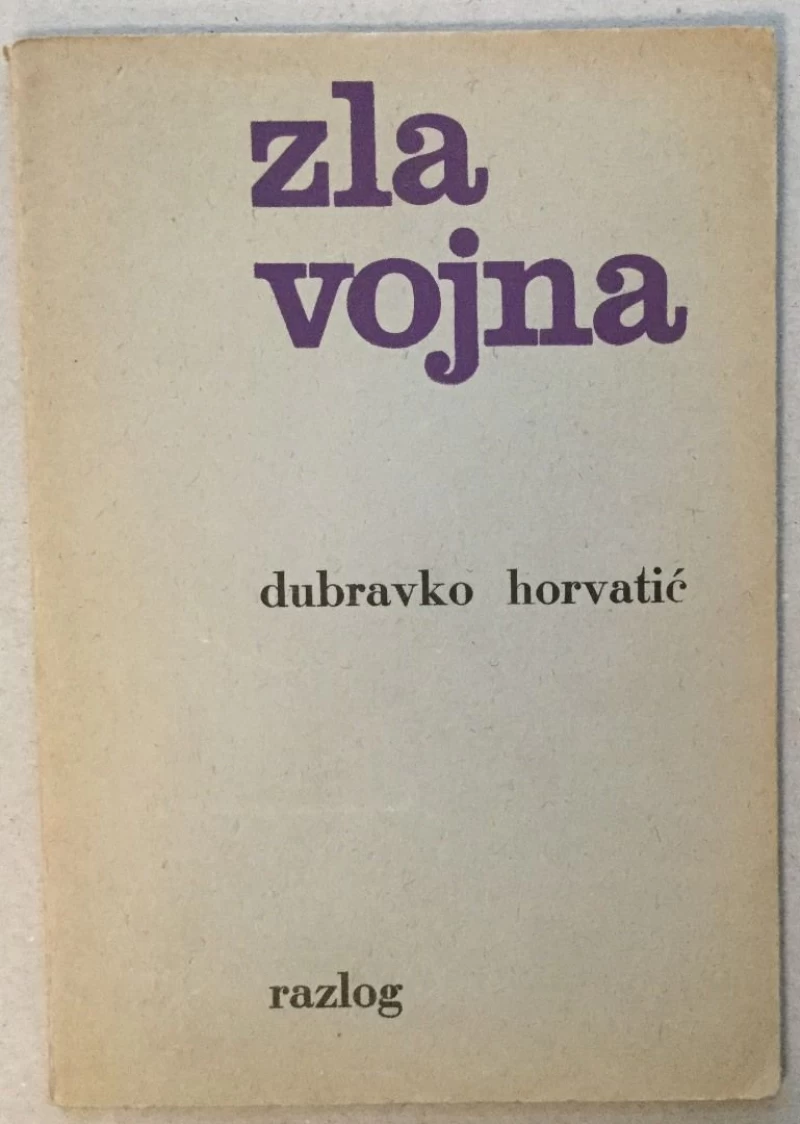 zla
vojna
dubravko horvatić
razlog